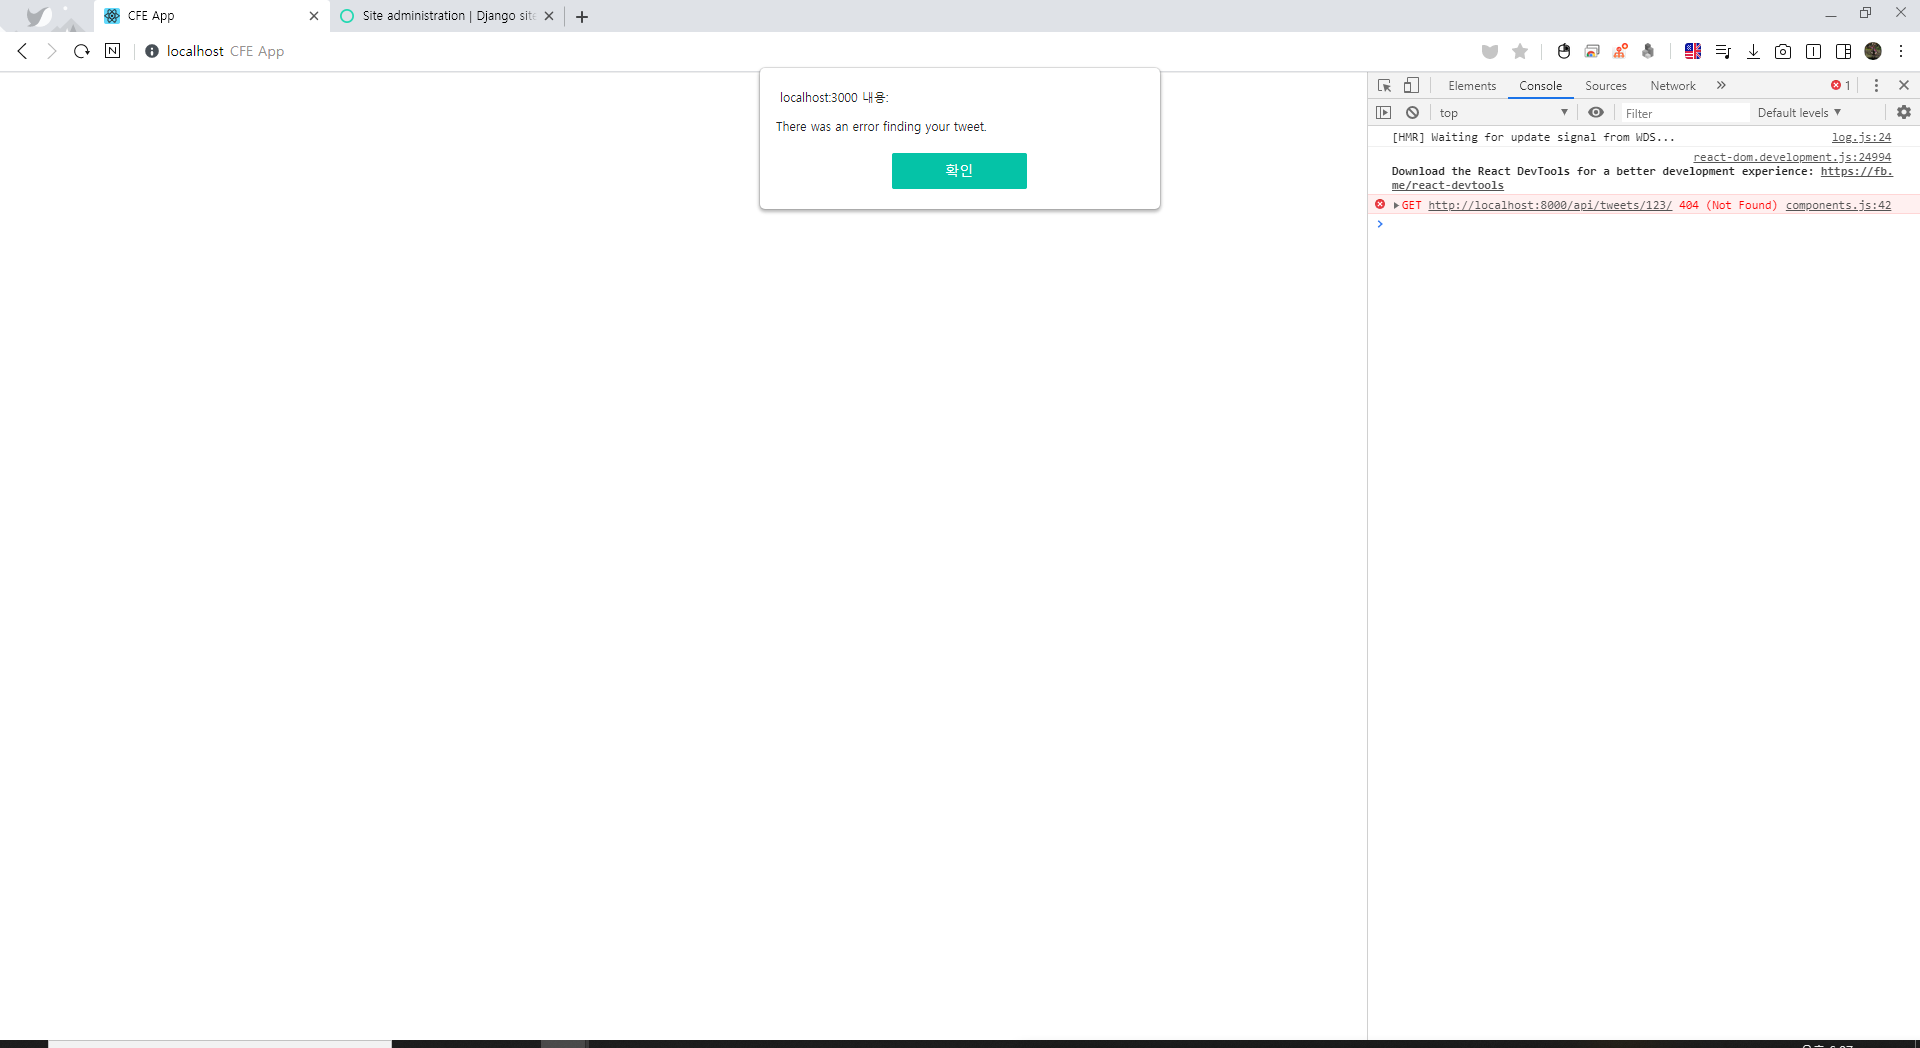 CFE App
Site administration | Django site
localhost CFE App
localhost:3000 내용:
There was an error finding your tweet.
확인
Elements Console Sources Network 1
top Filter Default levels
[HMR] Waiting for update signal from WDS... log.js:24
react-dom.development.js:24994
Download the React DevTools for a better development experience: https://fb.
me/react-devtools
GET http://localhost:8000/api/tweets/123/ 404 (Not Found) components.js:42